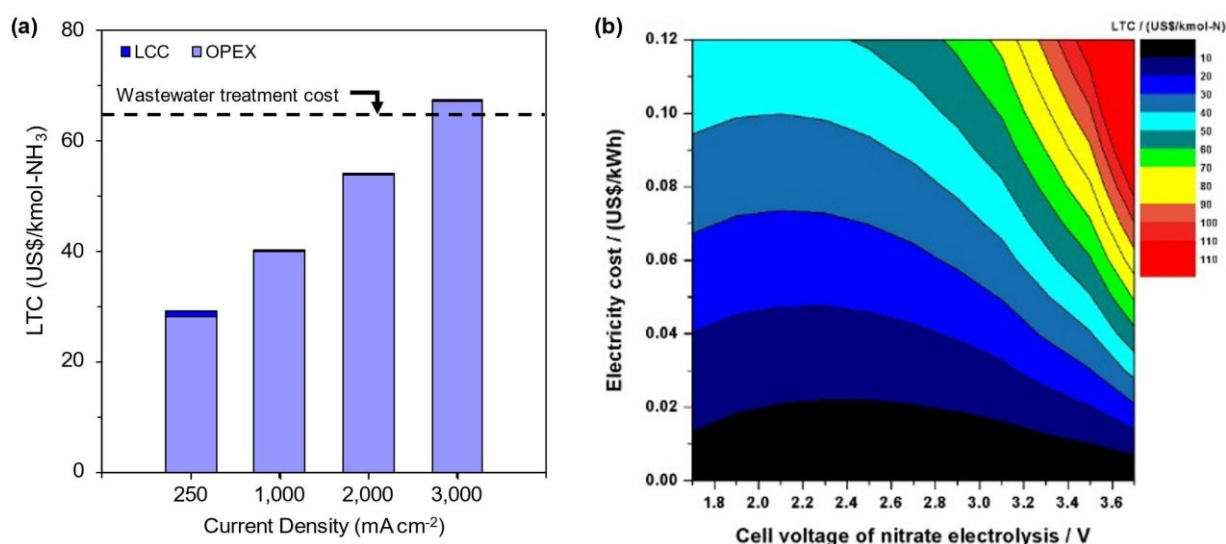 (a)
LCC OPEX
Wastewater treatment cost
80
60
40
20
0
LTC (US$/kmol-NH₃)
250 1,000 2,000 3,000
Current Density (mA cm⁻²)
(b)
LTC / (US$/kmol-N)
10
20
30
40
50
60
70
80
90
100
110
110
0.12
0.10
0.08
0.06
0.04
0.02
0.00
Electricity cost / (US$/kWh)
1.8 2.0 2.2 2.4 2.6 2.8 3.0 3.2 3.4 3.6
Cell voltage of nitrate electrolysis / V